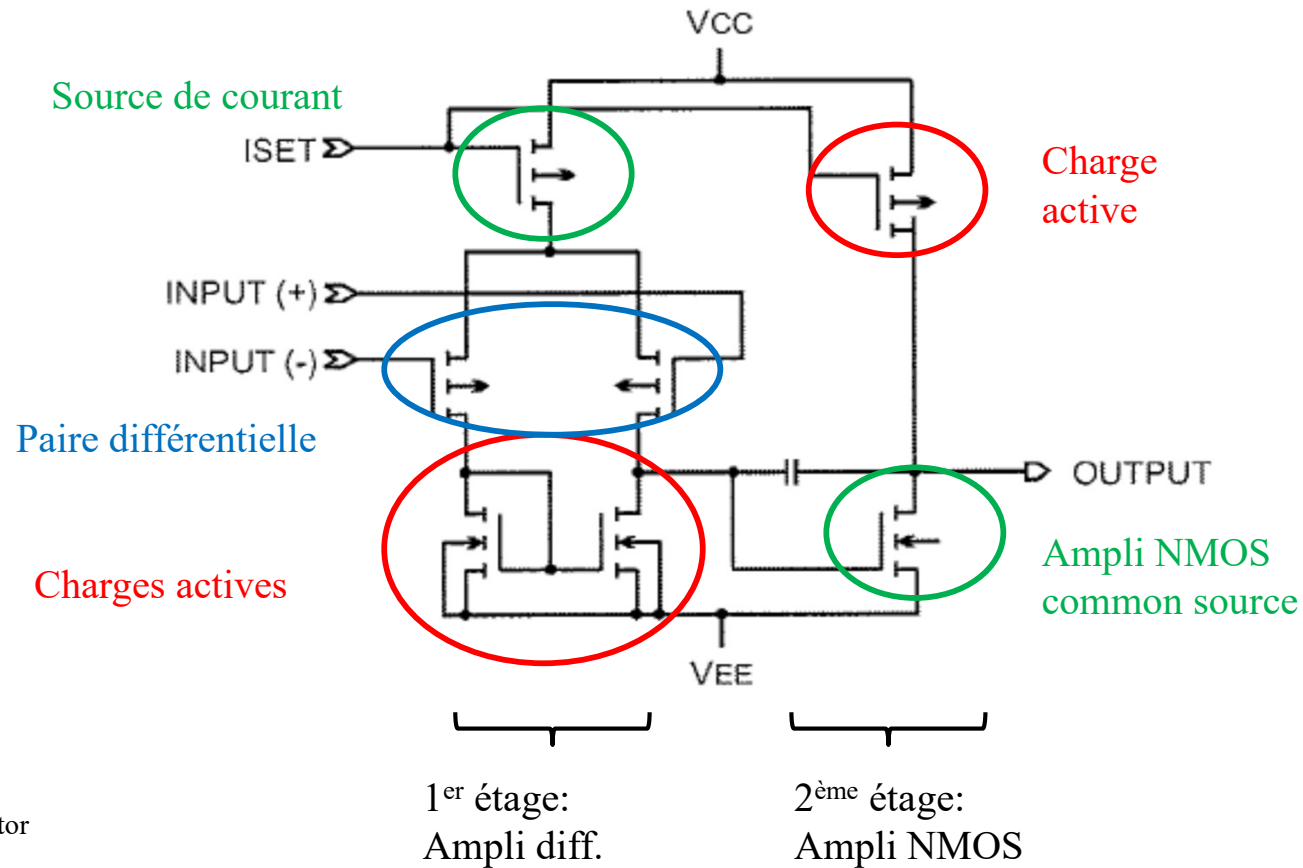 VCC
Source de courant
ISET
Charge
active
INPUT (+)
INPUT (-)
Paire différentielle
OUTPUT
Charges actives
Ampli NMOS
common source
VEE
1er étage:
Ampli diff.
2ème étage:
Ampli NMOS
tor